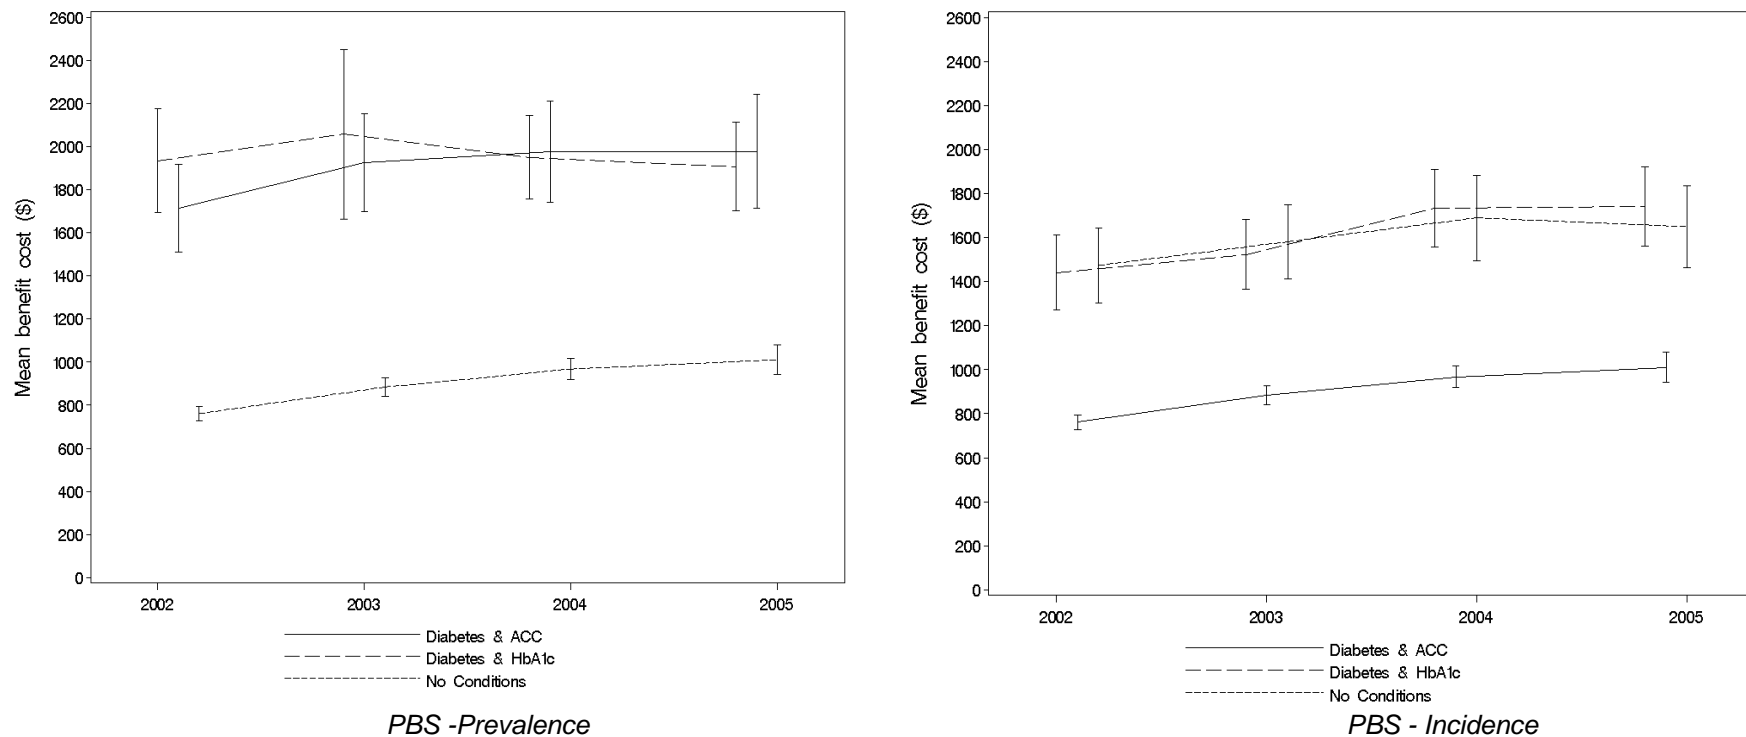 2600
2400
2200
2000
1800
1600
1400
1200
1000
800
600
400
200
0
Mean benefit cost ($)
2002 2003 2004 2005
Diabetes & ACC
Diabetes & HbA1c
No Conditions
PBS -Prevalence
2600
2400
2200
2000
1800
1600
1400
1200
1000
800
600
400
200
0
Mean benefit cost ($)
2002 2003 2004 2005
Diabetes & ACC
Diabetes & HbA1c
No Conditions
PBS - Incidence